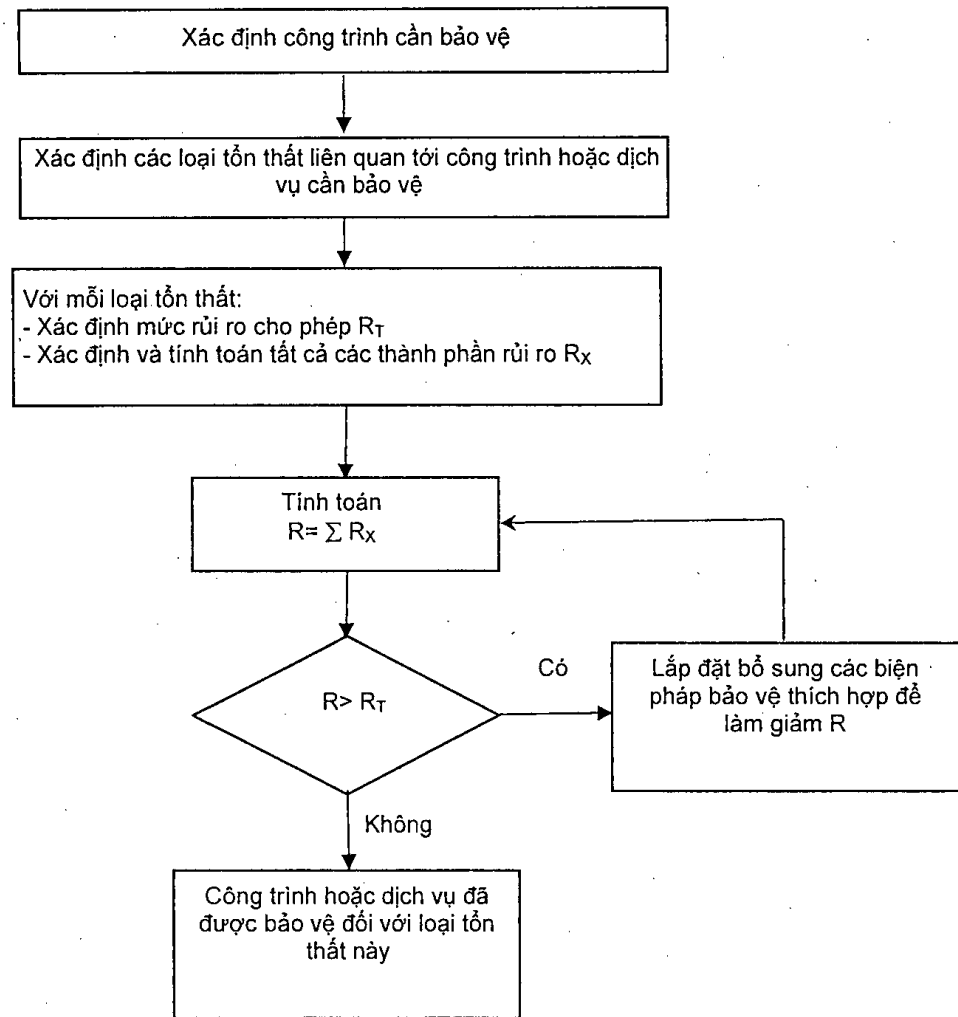 Xác định công trình cần bảo vệ
Xác định các loại tổn thất liên quan tới công trình hoặc dịch
vụ cần bảo vệ
Với mỗi loại tổn thất:
- Xác định mức rủi ro cho phép RT
- Xác định và tính toán tất cả các thành phần rủi ro RX
Tính toán
R= ∑ RX
R> RT
Có
Lắp đặt bổ sung các biện
pháp bảo vệ thích hợp để
làm giảm R
Không
Công trình hoặc dịch vụ đã
được bảo vệ đối với loại tổn
thất này